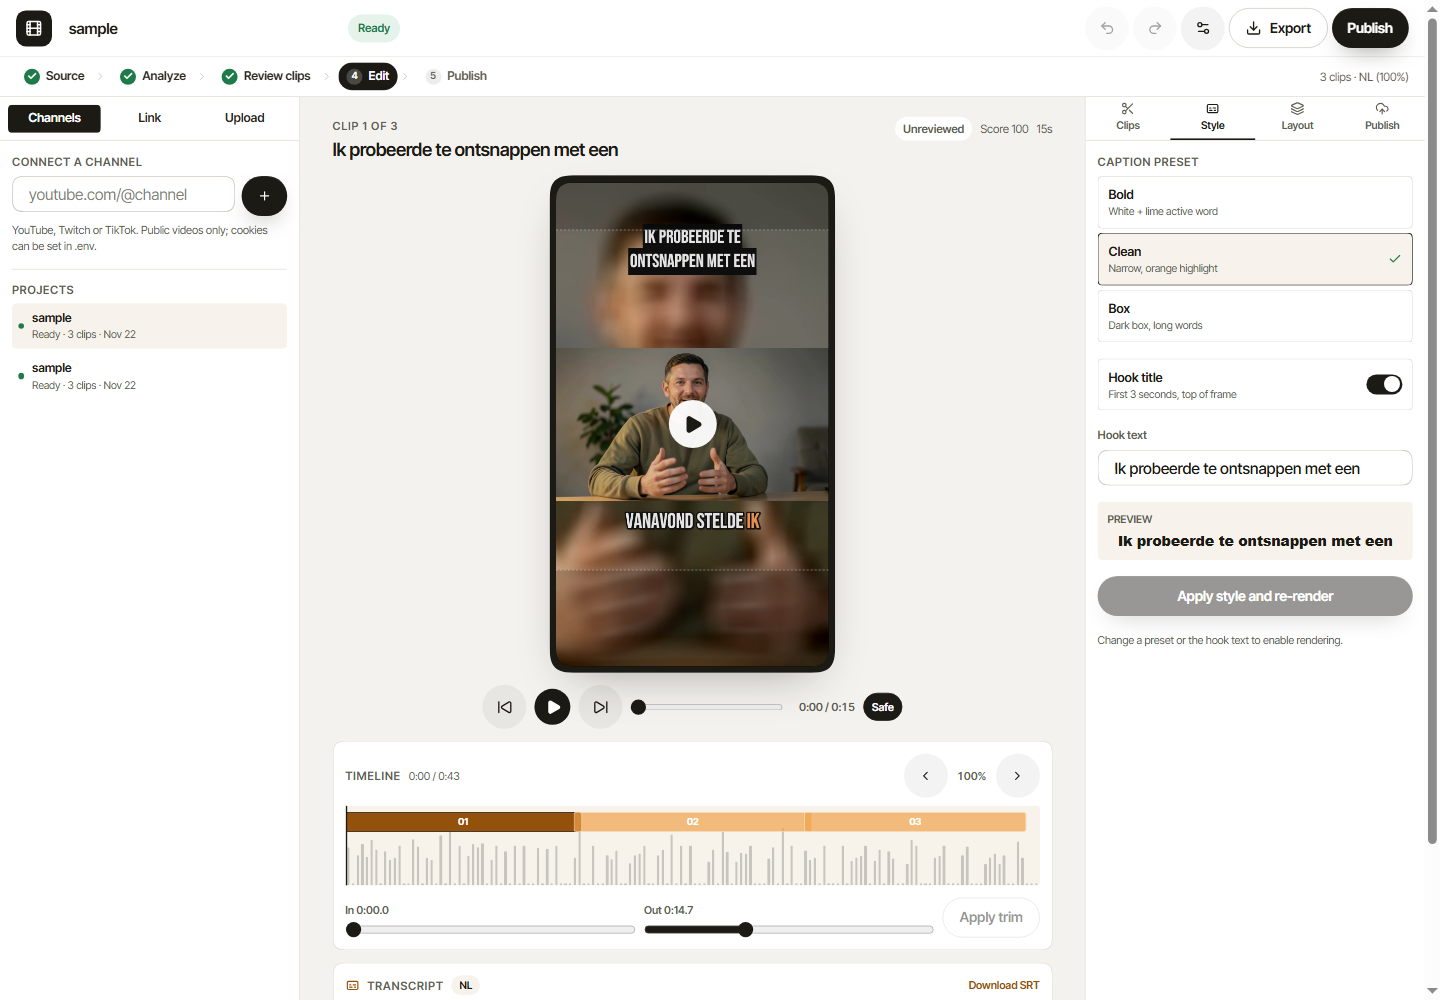 sample
Ready
Export
Publish
Source
Analyze
Review clips
4 Edit
5 Publish
3 clips · NL (100%)
Channels
Link
Upload
CONNECT A CHANNEL
youtube.com/@channel
YouTube, Twitch or TikTok. Public videos only; cookies
can be set in .env.
PROJECTS
sample
Ready · 3 clips · Nov 22
sample
Ready · 3 clips · Nov 22
CLIP 1 OF 3
Ik probeerde te ontsnappen met een
Unreviewed
Score 100
15s
IK PROBEERDE TE
ONTSNAPPEN MET EEN
VANAVOND STELDE IK
0:00 / 0:15
Safe
TIMELINE
0:00 / 0:43
100%
01
02
03
In 0:00.0
Out 0:14.7
Apply trim
TRANSCRIPT
NL
Download SRT
Clips
Style
Layout
Publish
CAPTION PRESET
Bold
White + lime active word
Clean
Narrow, orange highlight
Box
Dark box, long words
Hook title
First 3 seconds, top of frame
Hook text
Ik probeerde te ontsnappen met een
PREVIEW
Ik probeerde te ontsnappen met een
Apply style and re-render
Change a preset or the hook text to enable rendering.